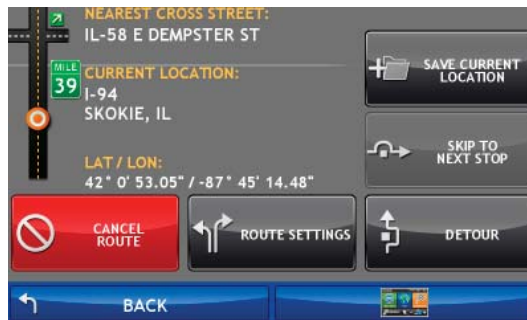 NEAREST CROSS STREET:
IL-58 E DEMPSTER ST
MILE
39
CURRENT LOCATION:
I-94
SKOKIE, IL
LAT / LON:
42° 0' 53.05" / -87° 45' 14.48"
SAVE CURRENT
LOCATION
SKIP TO
NEXT STOP
CANCEL
ROUTE
ROUTE SETTINGS
DETOUR
BACK